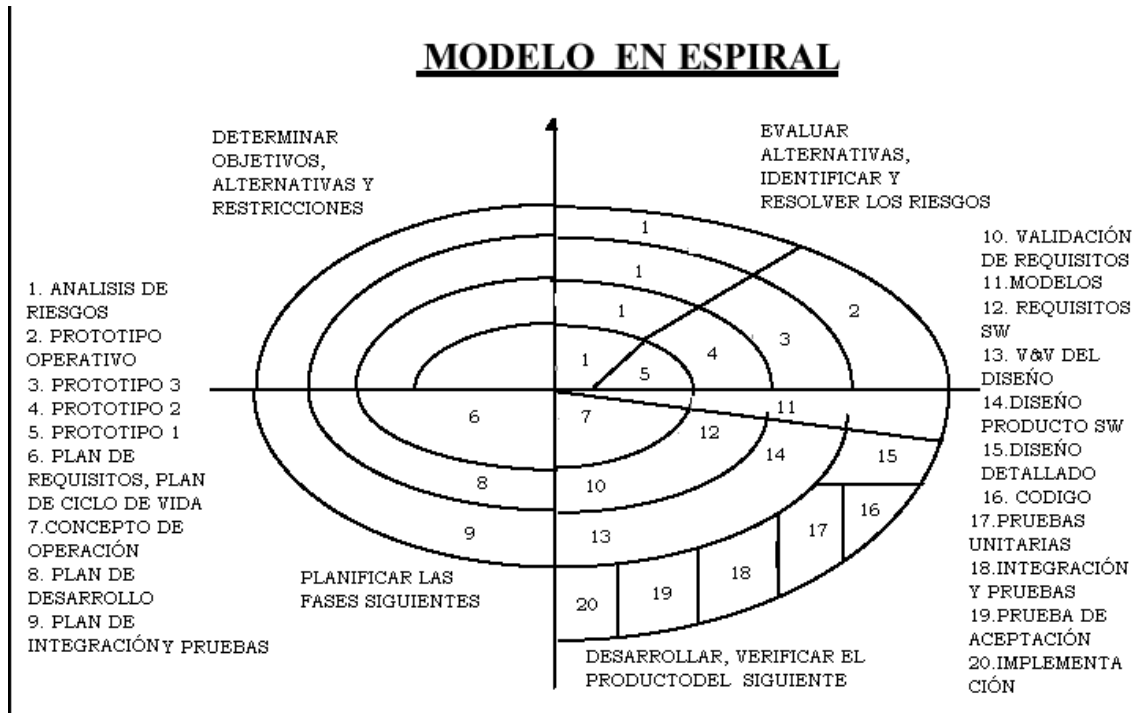 MODELO EN ESPIRAL
DETERMINAR
OBJETIVOS,
ALTERNATIVAS Y
RESTRICCIONES
EVALUAR
ALTERNATIVAS,
IDENTIFICAR Y
RESOLVER LOS RIESGOS
1. ANALISIS DE
RIESGOS
2. PROTOTIPO
OPERATIVO
3. PROTOTIPO 3
4. PROTOTIPO 2
5. PROTOTIPO 1
6. PLAN DE
REQUISITOS, PLAN
DE CICLO DE VIDA
7.CONCEPTO DE
OPERACIÓN
8. PLAN DE
DESARROLLO
9. PLAN DE
INTEGRACIÓN Y PRUEBAS
1
1
2
1
3
4
1
5
11
6
7
12
14
15
8
10
16
9
13
17
18
19
20
10. VALIDACIÓN
DE REQUISITOS
11.MODELOS
12. REQUISITOS
SW
13. V&V DEL
DISEÑO
14.DISEÑO
PRODUCTO SW
15.DISEÑO
DETALLADO
16. CODIGO
17.PRUEBAS
UNITARIAS
18.INTEGRACIÓN
Y PRUEBAS
19.PRUEBA DE
ACEPTACIÓN
20.IMPLEMENTA
CIÓN
PLANIFICAR LAS
FASES SIGUIENTES
DESARROLLAR, VERIFICAR EL
PRODUCTODEL SIGUIENTE